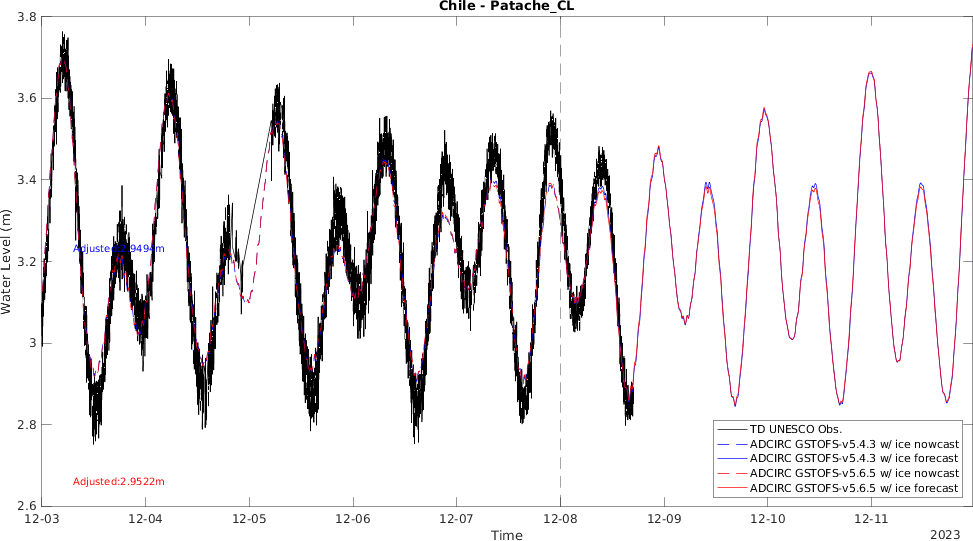 Chile - Patache_CL
3.8
3.6
3.4
3.2
3
2.8
2.6
Water Level (m)
Adjusted:2.9494m
Adjusted:2.9522m
TD UNESCO Obs.
ADCIRC GSTOFS-v5.4.3 w/ ice nowcast
ADCIRC GSTOFS-v5.4.3 w/ ice forecast
ADCIRC GSTOFS-v5.6.5 w/ ice nowcast
ADCIRC GSTOFS-v5.6.5 w/ ice forecast
12-03 12-04 12-05 12-06 12-07 12-08 12-09 12-10 12-11
Time
2023